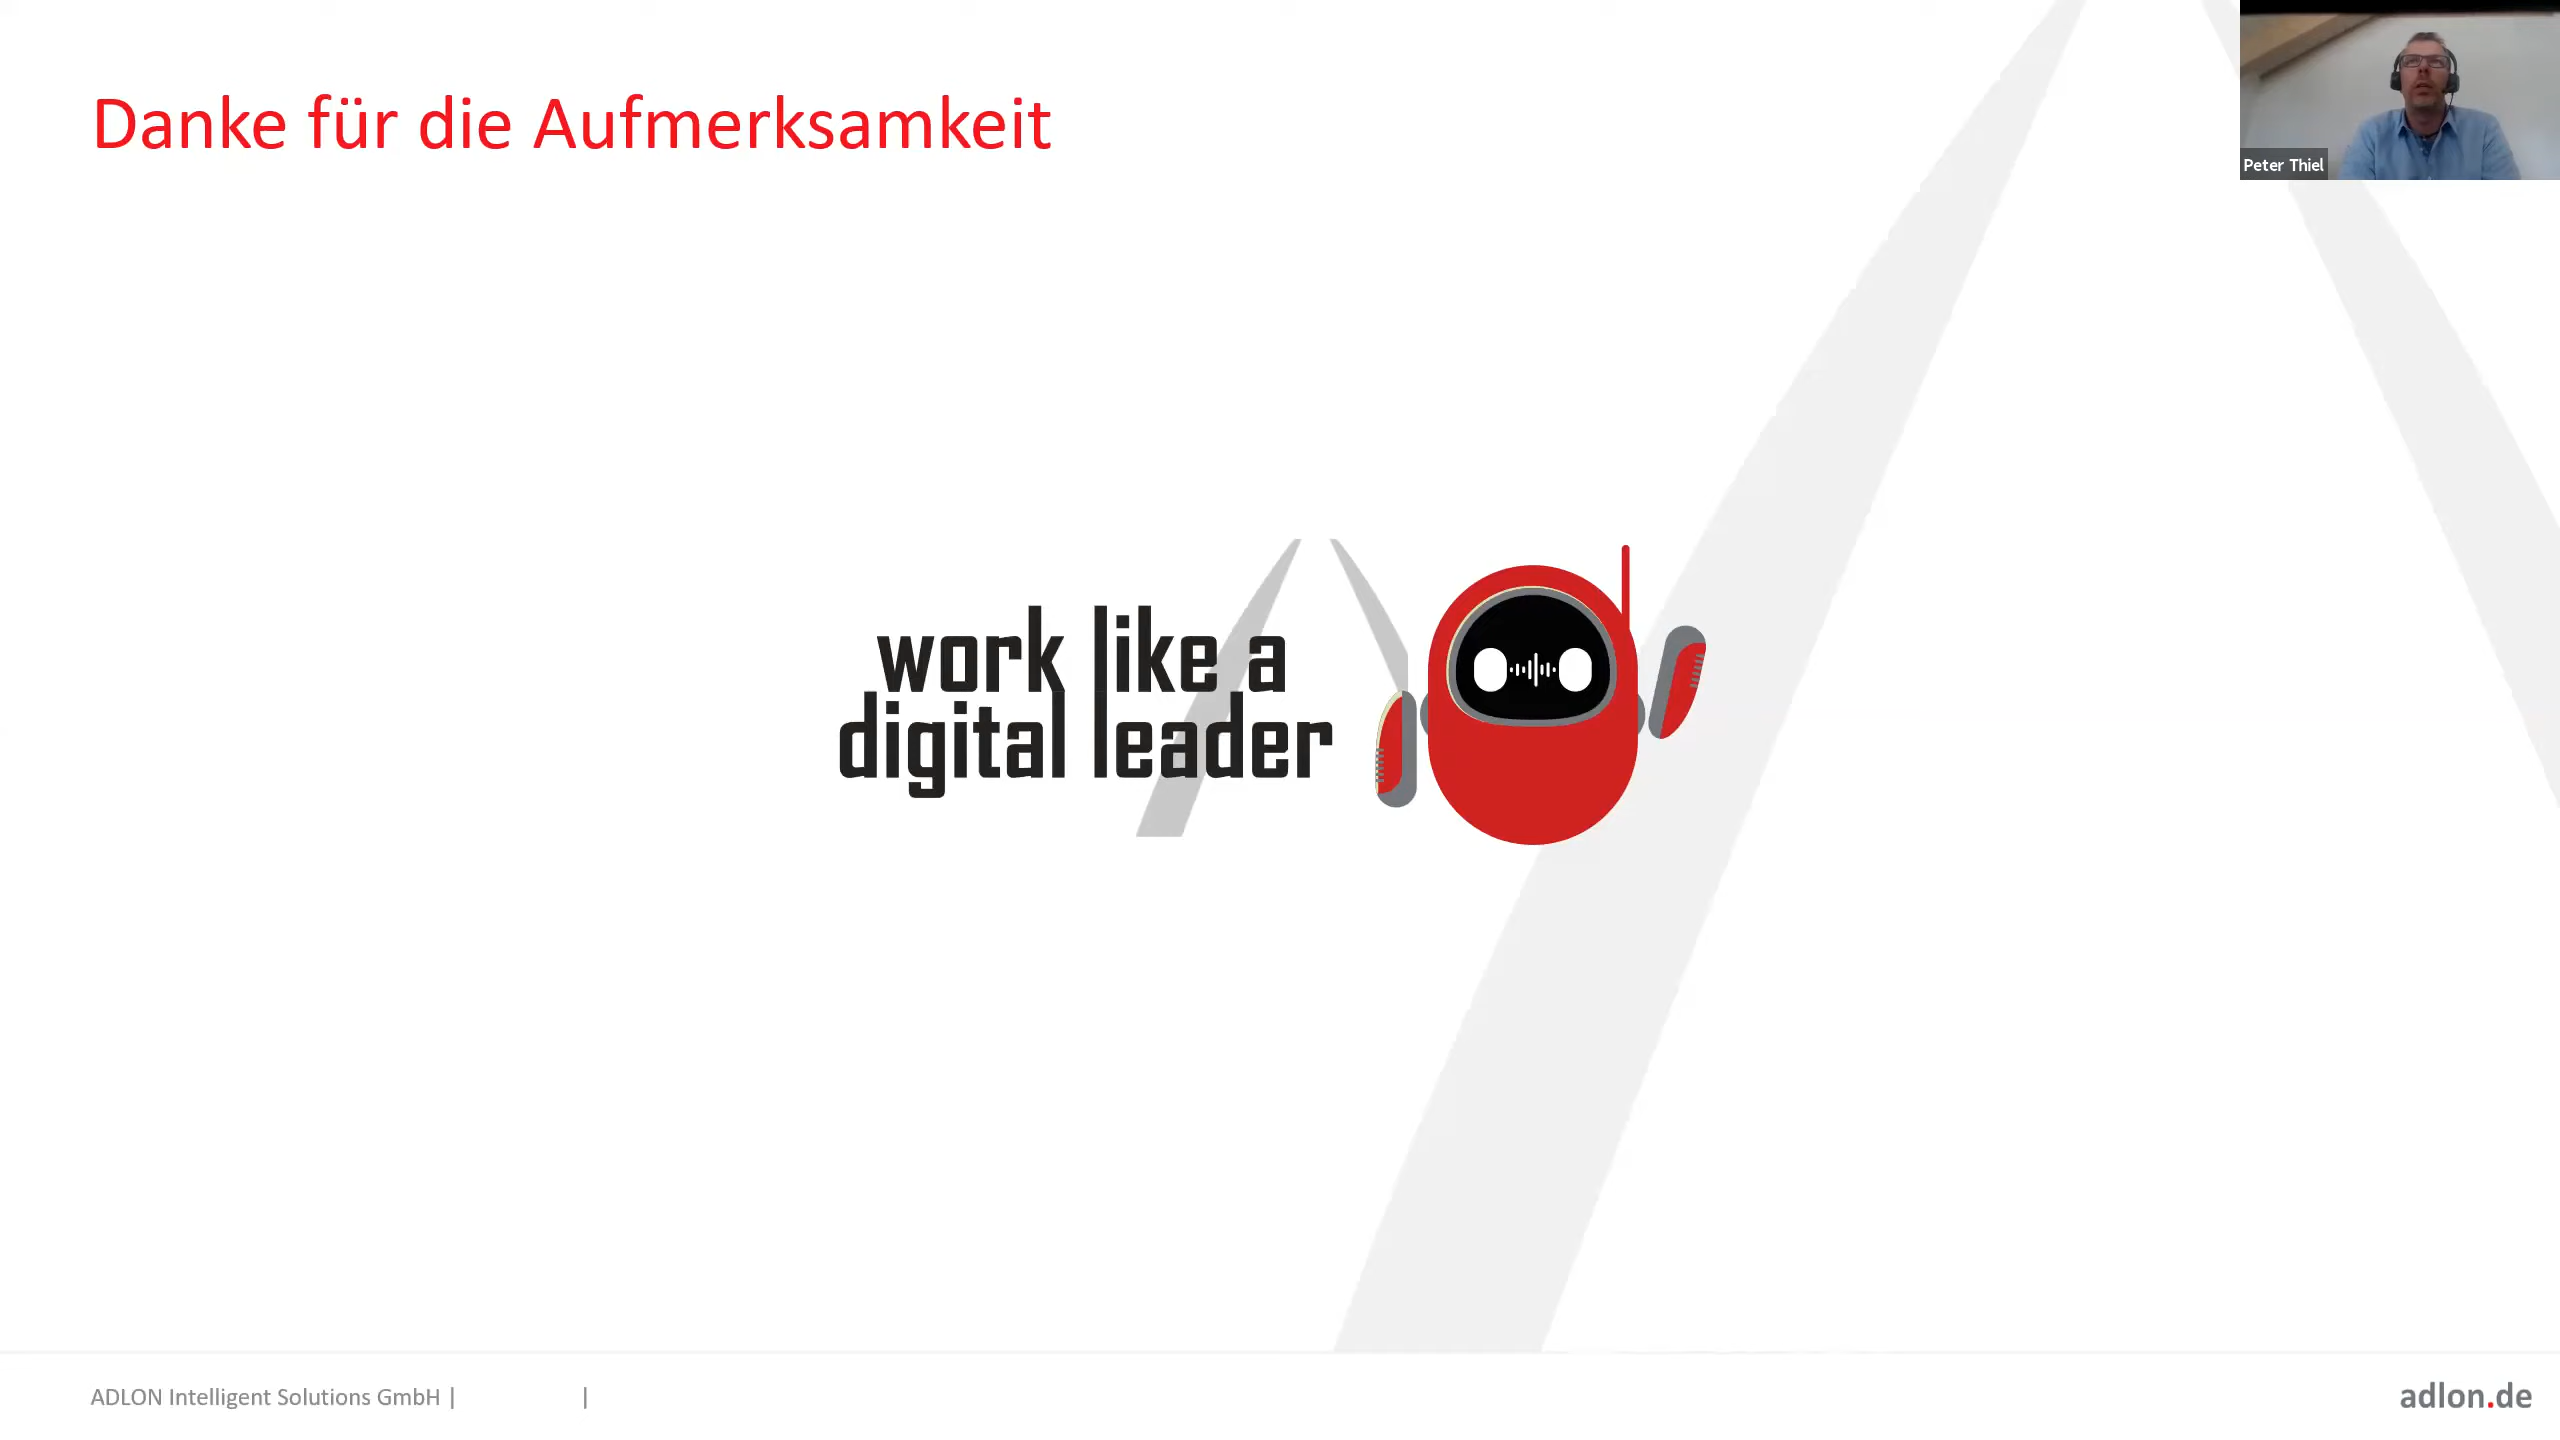 Danke für die Aufmerksamkeit
Peter Thiel
work like a
digital leader
ADLON Intelligent Solutions GmbH | |
adlon.de